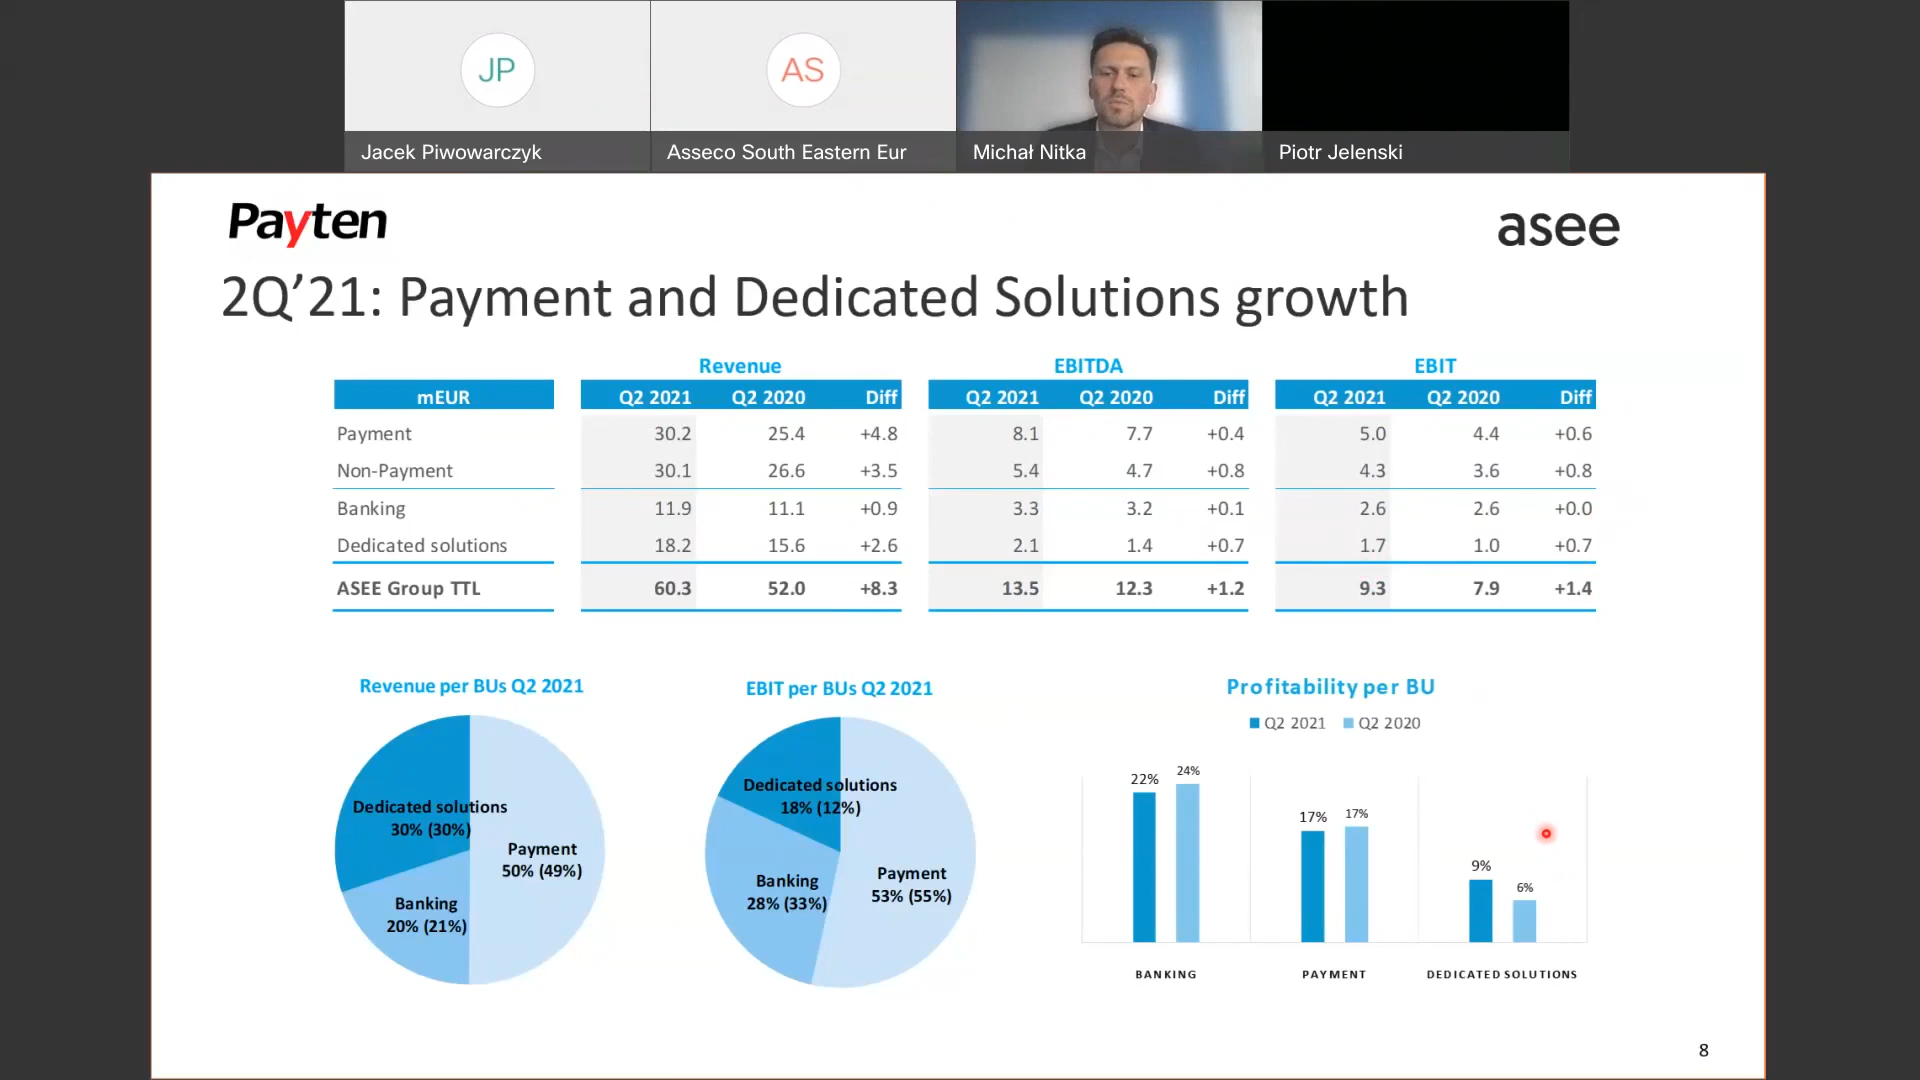 JP
AS
Jacek Piwowarczyk
Asseco South Eastern Eur
Michał Nitka
Piotr Jelenski
Payten
asee
2Q’21: Payment and Dedicated Solutions growth
Revenue EBITDA EBIT
mEUR Q2 2021 Q2 2020 Diff Q2 2021 Q2 2020 Diff Q2 2021 Q2 2020 Diff
Payment 30.2 25.4 +4.8 8.1 7.7 +0.4 5.0 4.4 +0.6
Non-Payment 30.1 26.6 +3.5 5.4 4.7 +0.8 4.3 3.6 +0.8
Banking 11.9 11.1 +0.9 3.3 3.2 +0.1 2.6 2.6 +0.0
Dedicated solutions 18.2 15.6 +2.6 2.1 1.4 +0.7 1.7 1.0 +0.7
ASEE Group TTL 60.3 52.0 +8.3 13.5 12.3 +1.2 9.3 7.9 +1.4
Revenue per BUs Q2 2021
Dedicated solutions
30% (30%)
Payment
50% (49%)
Banking
20% (21%)
EBIT per BUs Q2 2021
Dedicated solutions
18% (12%)
Banking
28% (33%)
Payment
53% (55%)
Profitability per BU
Q2 2021 Q2 2020
22% 24%
17% 17%
9% 6%
BANKING PAYMENT DEDICATED SOLUTIONS
8